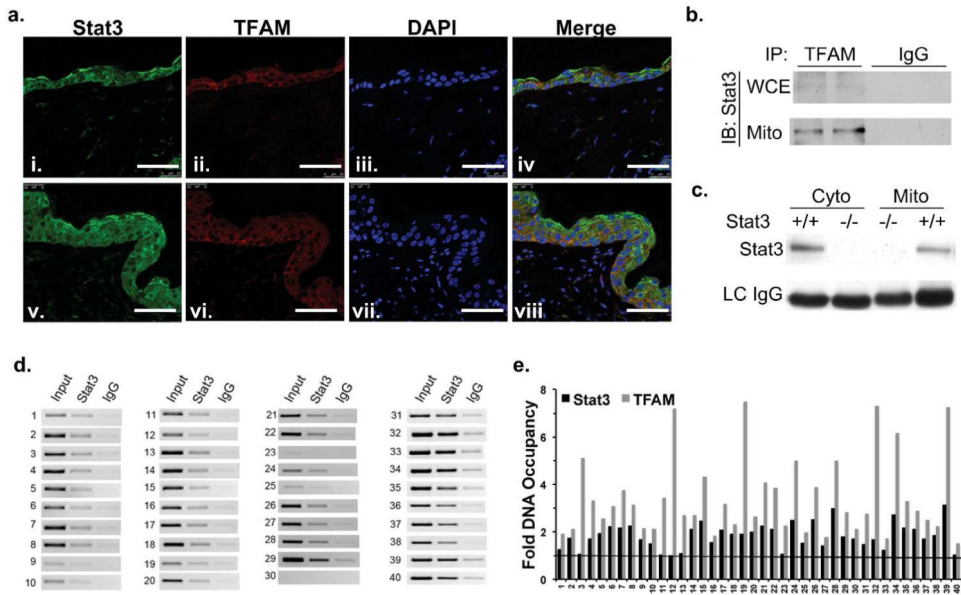 a.
Stat3 TFAM DAPI Merge
i. ii. iii. iv
v. vi. vii. viii
b.
IP: TFAM IgG
IB: Stat3
WCE
Mito
c.
Cyto Mito
Stat3 +/+ -/- -/- +/+
Stat3
LC IgG
d.
Input Stat3 IgG Input Stat3 IgG Input Stat3 IgG Input Stat3 IgG
1 11 21 31
2 12 22 32
3 13 23 33
4 14 24 34
5 15 25 35
6 16 26 36
7 17 27 37
8 18 28 38
9 19 29 39
10 20 30 40
e.
Fold DNA Occupancy
Stat3 TFAM
8
6
4
2
0
1 2 3 4 5 6 7 8 9 10 11 12 13 14 15 16 17 18 19 20 21 22 23 24 25 26 27 28 29 30 31 32 33 34 35 36 37 38 39 40